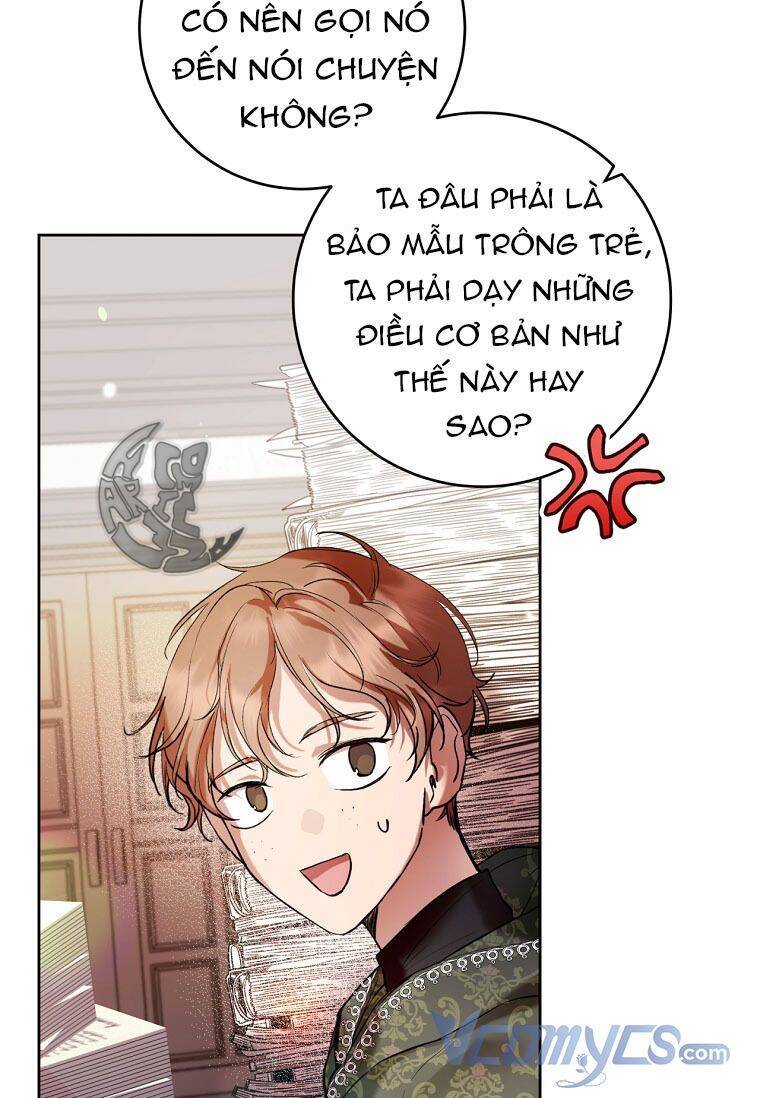 CÓ NÊN GỌI NÓ
ĐẾN NÓI CHUYỆN
KHÔNG?
TA ĐÂU PHẢI LÀ
BẢO MẪU TRÔNG TRẺ,
TA PHẢI DẠY NHỮNG
ĐIỀU CƠ BẢN NHƯ
THẾ NÀY HAY
SAO?
VCOMYCS.com